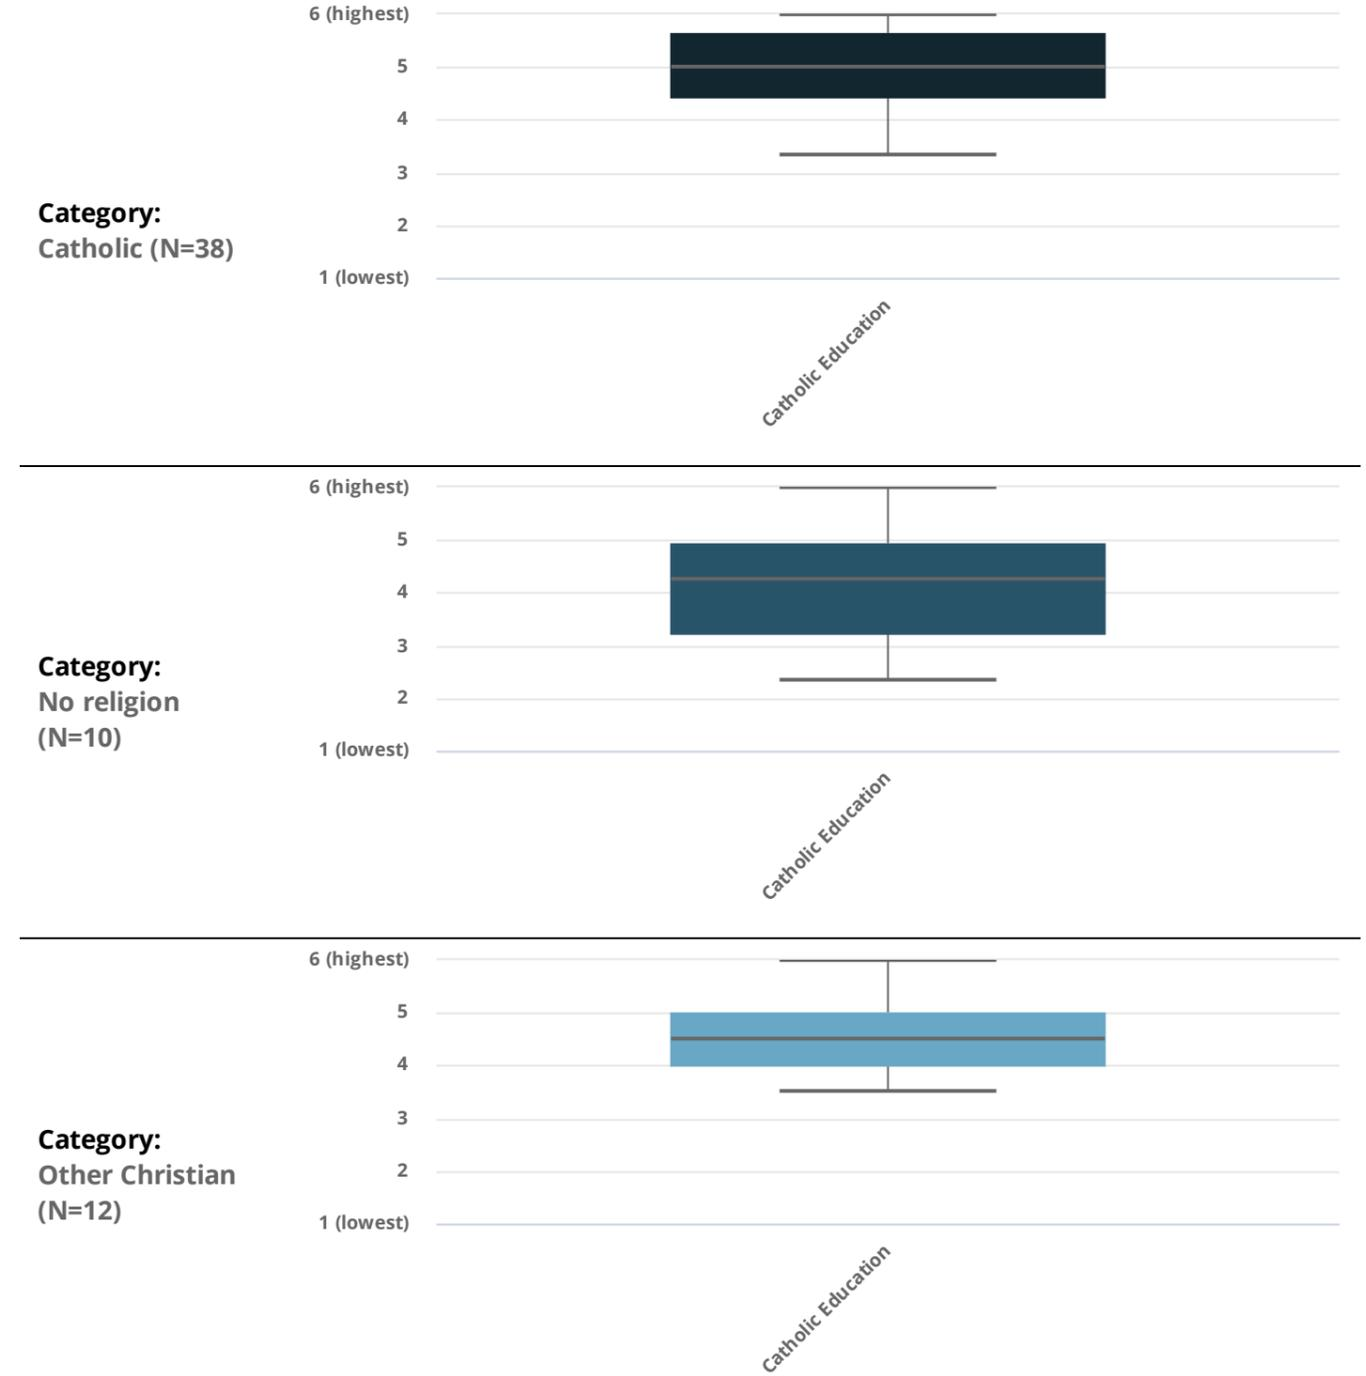 6 (highest)
5
4
3
2
1 (lowest)
Category:
Catholic (N=38)
Catholic Education
6 (highest)
5
4
3
2
1 (lowest)
Category:
No religion
(N=10)
Catholic Education
6 (highest)
5
4
3
2
1 (lowest)
Category:
Other Christian
(N=12)
Catholic Education